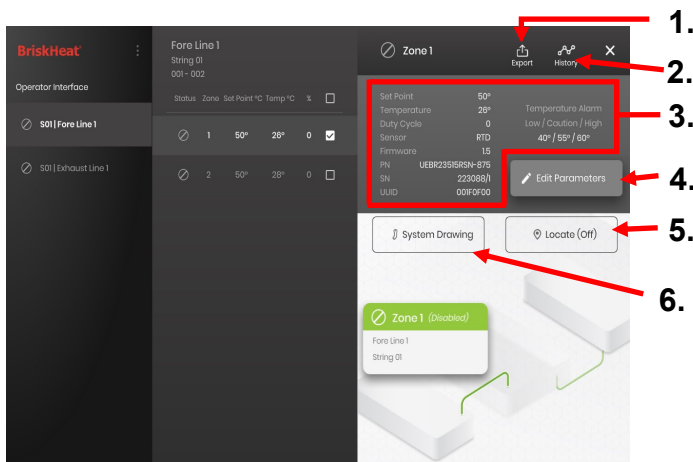 BriskHeat®
Operator Interface
S01 | Fore Line 1
S01 | Exhaust Line 1
Fore Line 1
String 01
001 - 002
Status Zone Set Point ºC Temp ºC %
1 50° 26° 0
2 50° 28° 0
Zone 1
Export
History
Set Point 50°
Temperature 26°
Duty Cycle 0
Sensor RTD
Firmware 1.5
PN UEBR23515RSN-875
SN 223088/1
UUID 001F0F00
Temperature Alarm
Low / Caution / High
40° / 55° / 60°
Edit Parameters
System Drawing
Locate (Off)
Zone 1 (Disabled)
Fore Line 1
String 01
1.
2.
3.
4.
5.
6.